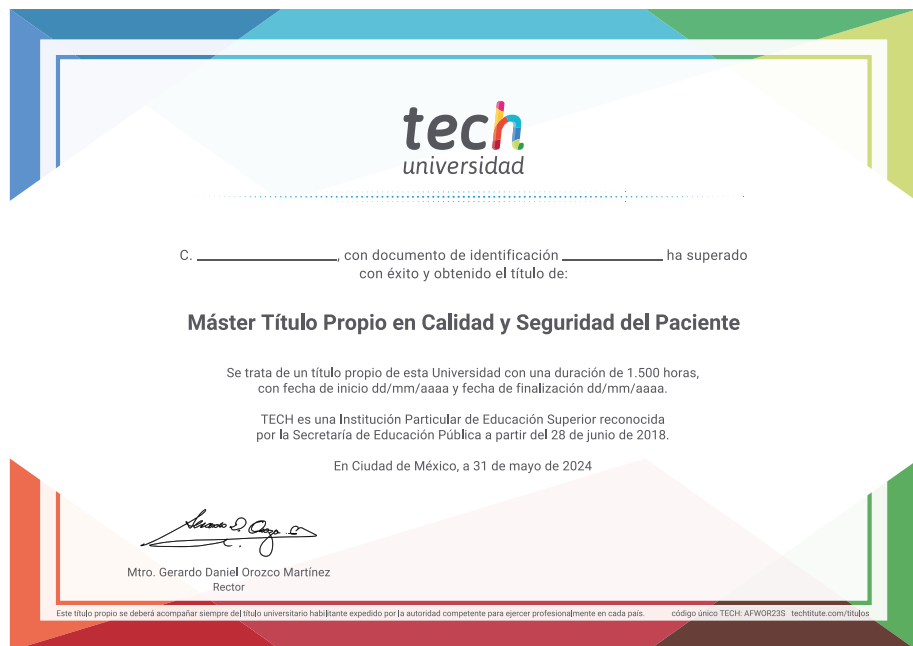 tech
universidad
C. ____________________, con documento de identificación ______________ ha superado
con éxito y obtenido el título de:
Máster Título Propio en Calidad y Seguridad del Paciente
Se trata de un título propio de esta Universidad con una duración de 1.500 horas,
con fecha de inicio dd/mm/aaaa y fecha de finalización dd/mm/aaaa.
TECH es una Institución Particular de Educación Superior reconocida
por la Secretaría de Educación Pública a partir del 28 de junio de 2018.
En Ciudad de México, a 31 de mayo de 2024
Mtro. Gerardo Daniel Orozco Martínez
Rector
Este título propio se deberá acompañar siempre del título universitario habilitante expedido por la autoridad competente para ejercer profesionalmente en cada país. código único TECH: AFWOR23S techtitute.com/titulos